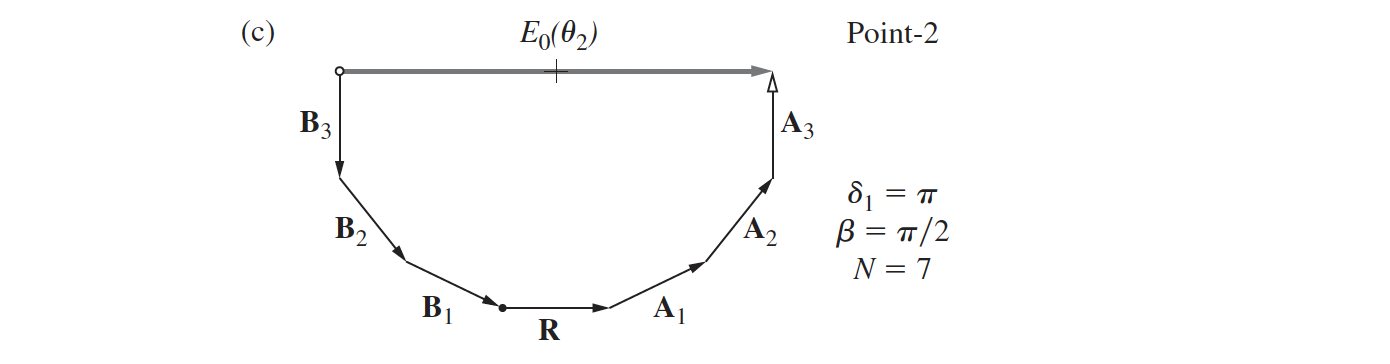 (c)
E₀(θ₂)
Point-2
B₃
A₃
δ₁ = π
B₂
A₂
β = π/2
N = 7
B₁
A₁
R